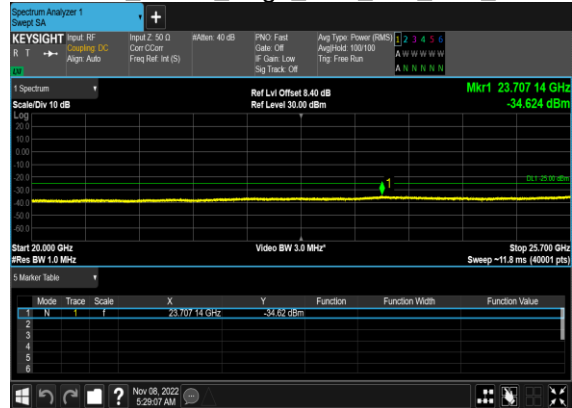 Spectrum Analyzer 1
Swept SA
+
KEYSIGHT Input: RF Input Z: 50 Ω #Atten: 40 dB PNO: Fast Avg Type: Power (RMS) 1 2 3 4 5 6
R T Coupling: DC Corr CCorr Gate: Off Avg|Hold: 100/100 A W W W W W
Align: Auto Freq Ref: Int (S) IF Gain: Low Trig: Free Run
Sig Track: Off A N N N N N
1 Spectrum Ref Lvl Offset 8.40 dB Mkr1 23.707 14 GHz
Scale/Div 10 dB Ref Level 30.00 dBm -34.624 dBm
Log
20.0
10.0
0.00
-10.0
-20.0 DL1 -25.00 dBm
-30.0 1
-40.0
-50.0
-60.0
Start 20.000 GHz Video BW 3.0 MHz* Stop 25.700 GHz
#Res BW 1.0 MHz Sweep ~11.8 ms (40001 pts)
5 Marker Table
Mode Trace Scale X Y Function Function Width Function Value
1 N 1 f 23.707 14 GHz -34.62 dBm
2
3
4
5
6
? Nov 08, 2022
5:29:07 AM